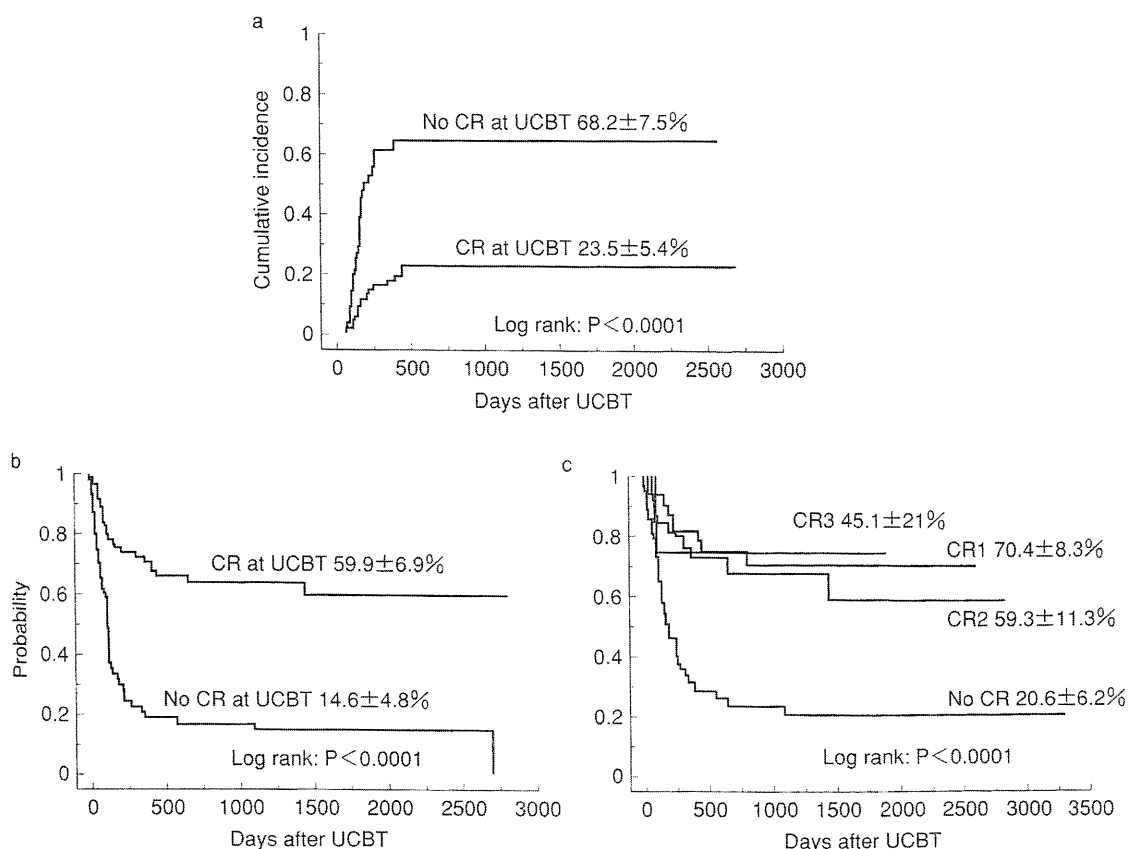 a
1
0.8
0.6
0.4
0.2
0
Cumulative incidence
No CR at UCBT 68.2±7.5%
CR at UCBT 23.5±5.4%
Log rank: P<0.0001
0 500 1000 1500 2000 2500 3000
Days after UCBT
b
1
0.8
0.6
0.4
0.2
0
Probability
CR at UCBT 59.9±6.9%
No CR at UCBT 14.6±4.8%
Log rank: P<0.0001
0 500 1000 1500 2000 2500 3000
Days after UCBT
c
1
0.8
0.6
0.4
0.2
0
CR3 45.1±21%
CR1 70.4±8.3%
CR2 59.3±11.3%
No CR 20.6±6.2%
Log rank: P<0.0001
0 500 1000 1500 2000 2500 3000 3500
Days after UCBT